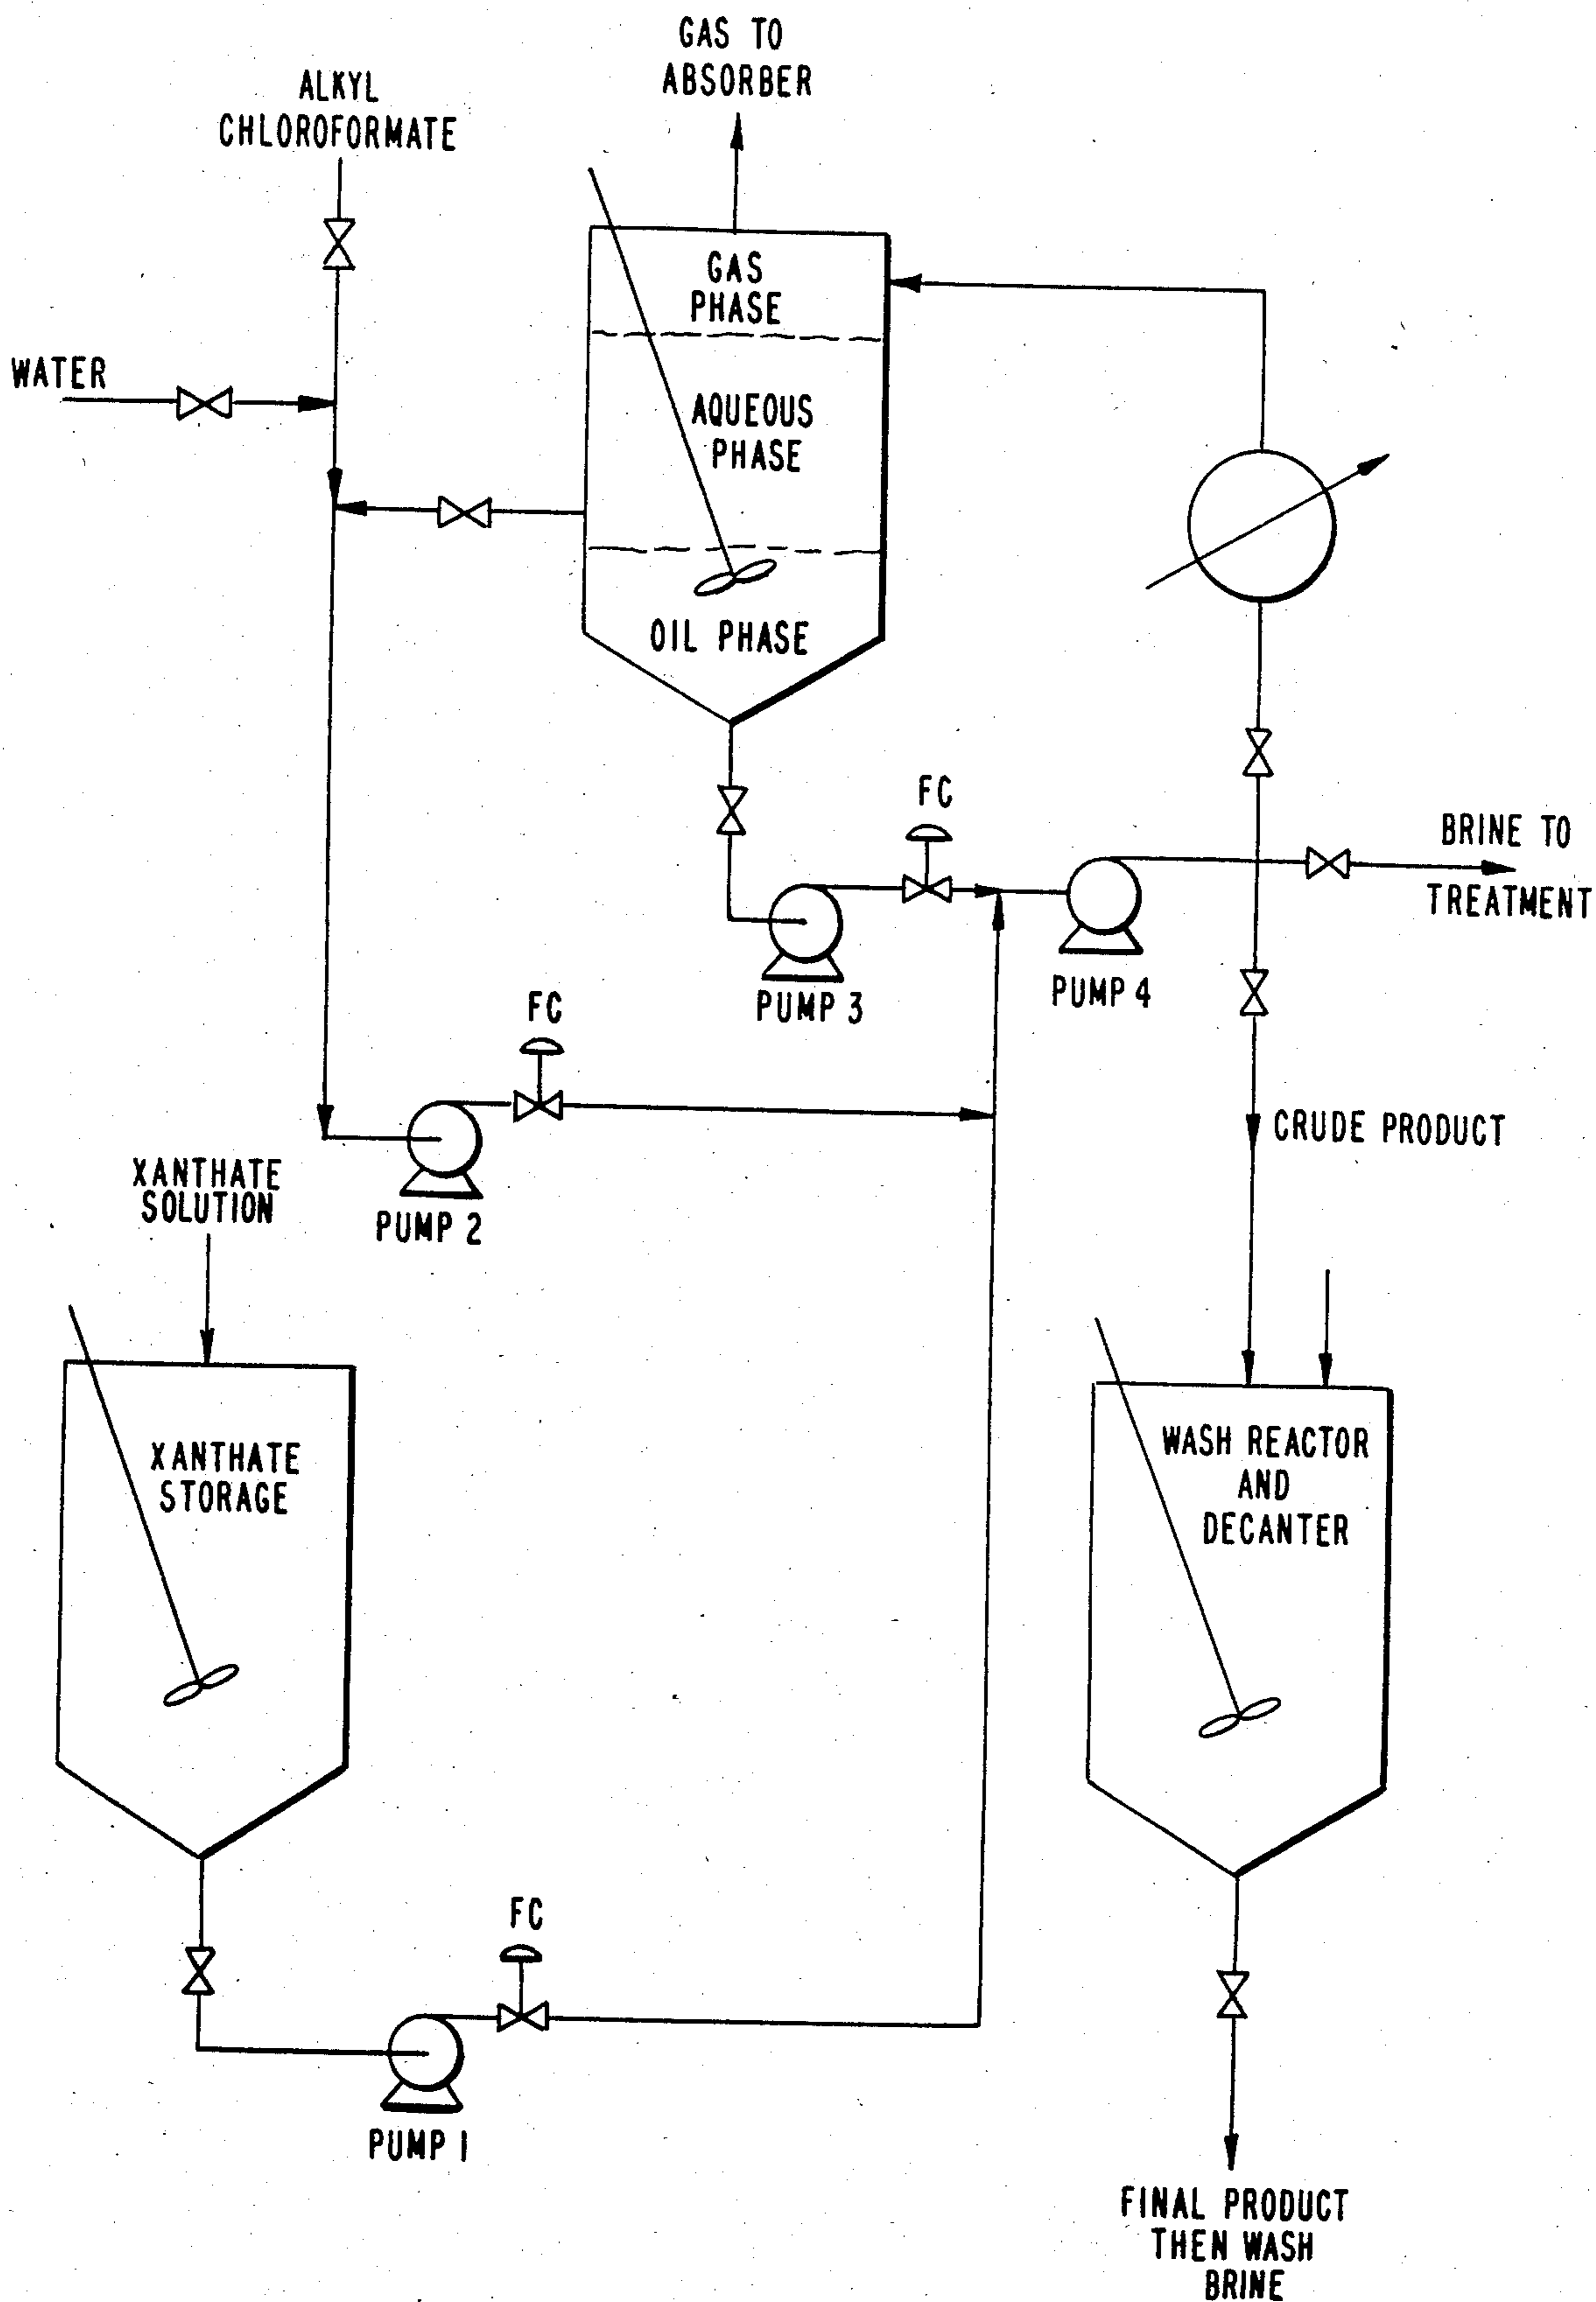 GAS TO
ABSORBER
ALKYL
CHLOROFORMATE
GAS
PHASE
WATER
AQUEOUS
PHASE
OIL PHASE
FC
BRINE TO
TREATMENT
PUMP 3
PUMP 4
FC
CRUDE PRODUCT
XANTHATE
SOLUTION
PUMP 2
XANTHATE
STORAGE
WASH REACTOR
AND
DECANTER
FC
PUMP 1
FINAL PRODUCT
THEN WASH
BRINE